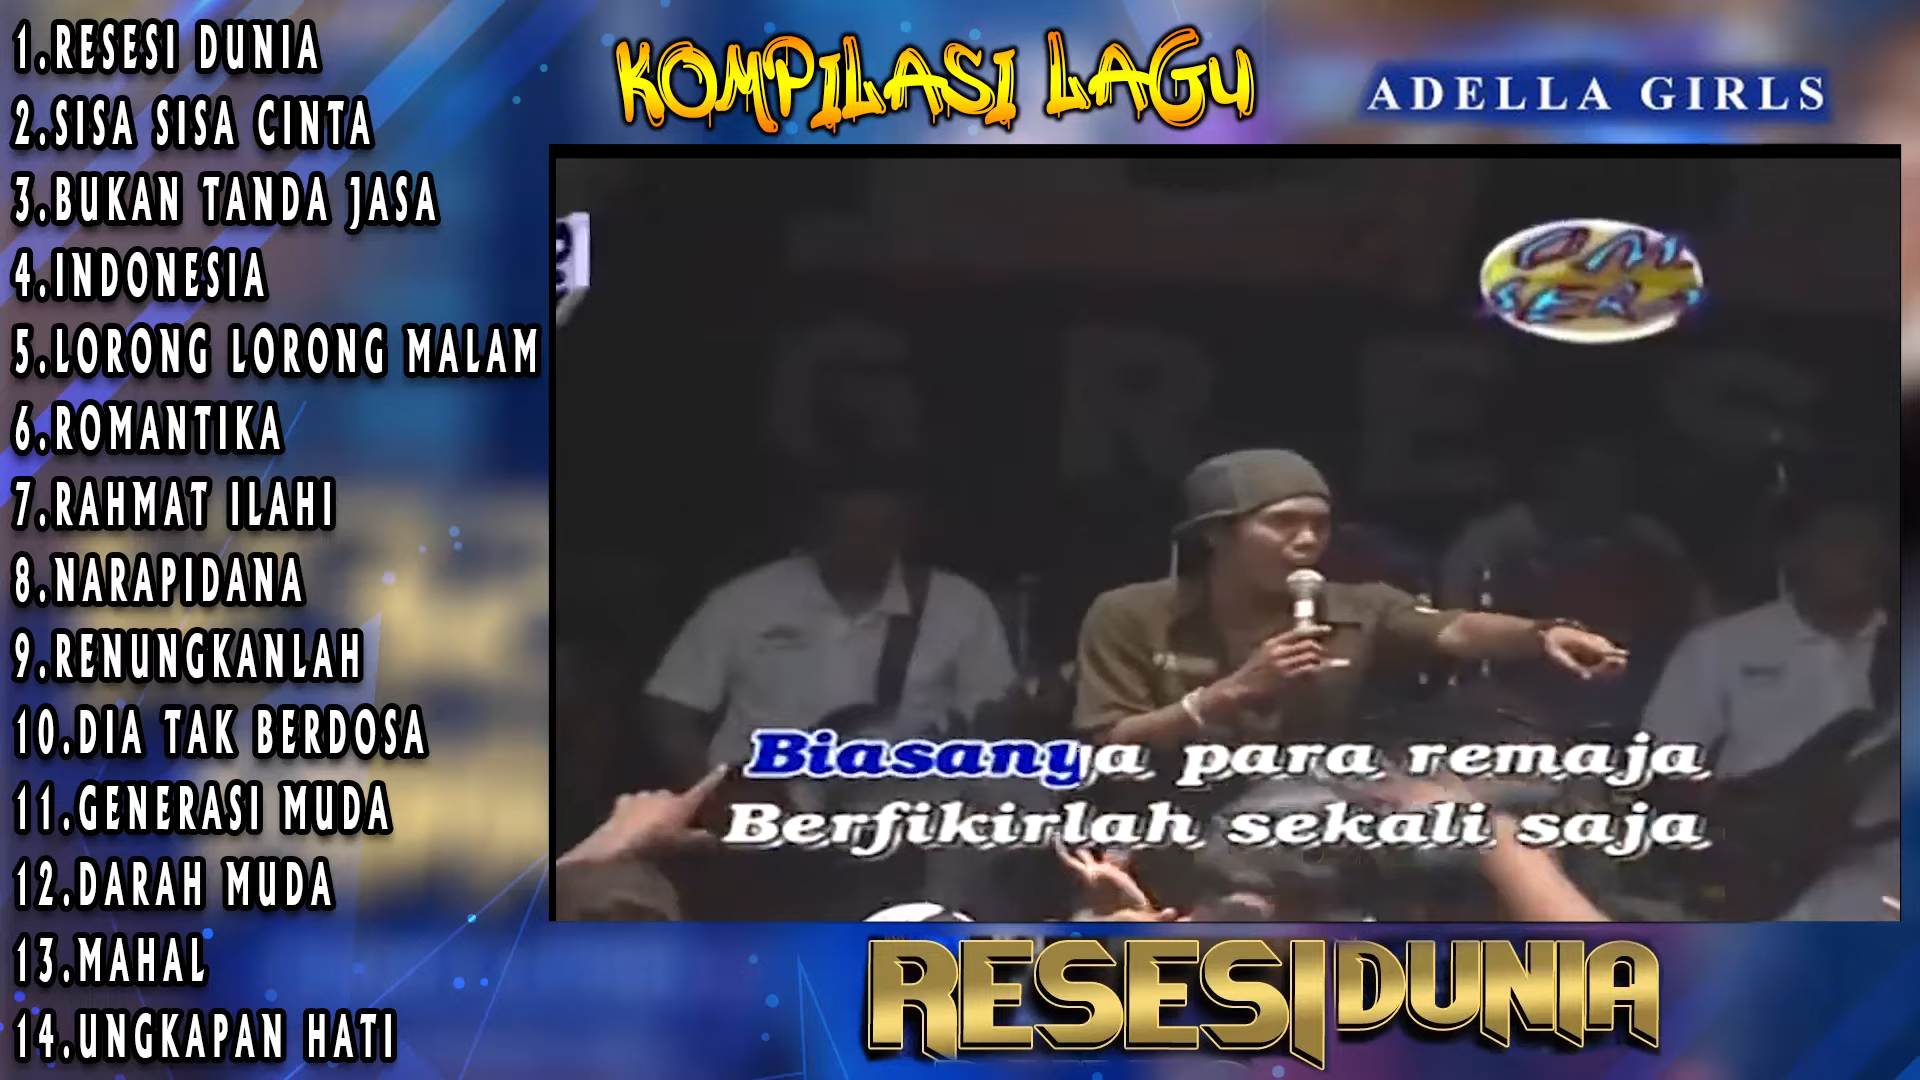 1.RESESI DUNIA
2.SISA SISA CINTA
3.BUKAN TANDA JASA
4.INDONESIA
5.LORONG LORONG MALAM
6.ROMANTIKA
7.RAHMAT ILAHI
8.NARAPIDANA
9.RENUNGKANLAH
10.DIA TAK BERDOSA
11.GENERASI MUDA
12.DARAH MUDA
13.MAHAL
14.UNGKAPAN HATI
KOMPILASI LAGU
ADELLA GIRLS
OM
SERA
G R E S
Biasanya para remaja
Berfikirlah sekali saja
RESESI DUNIA